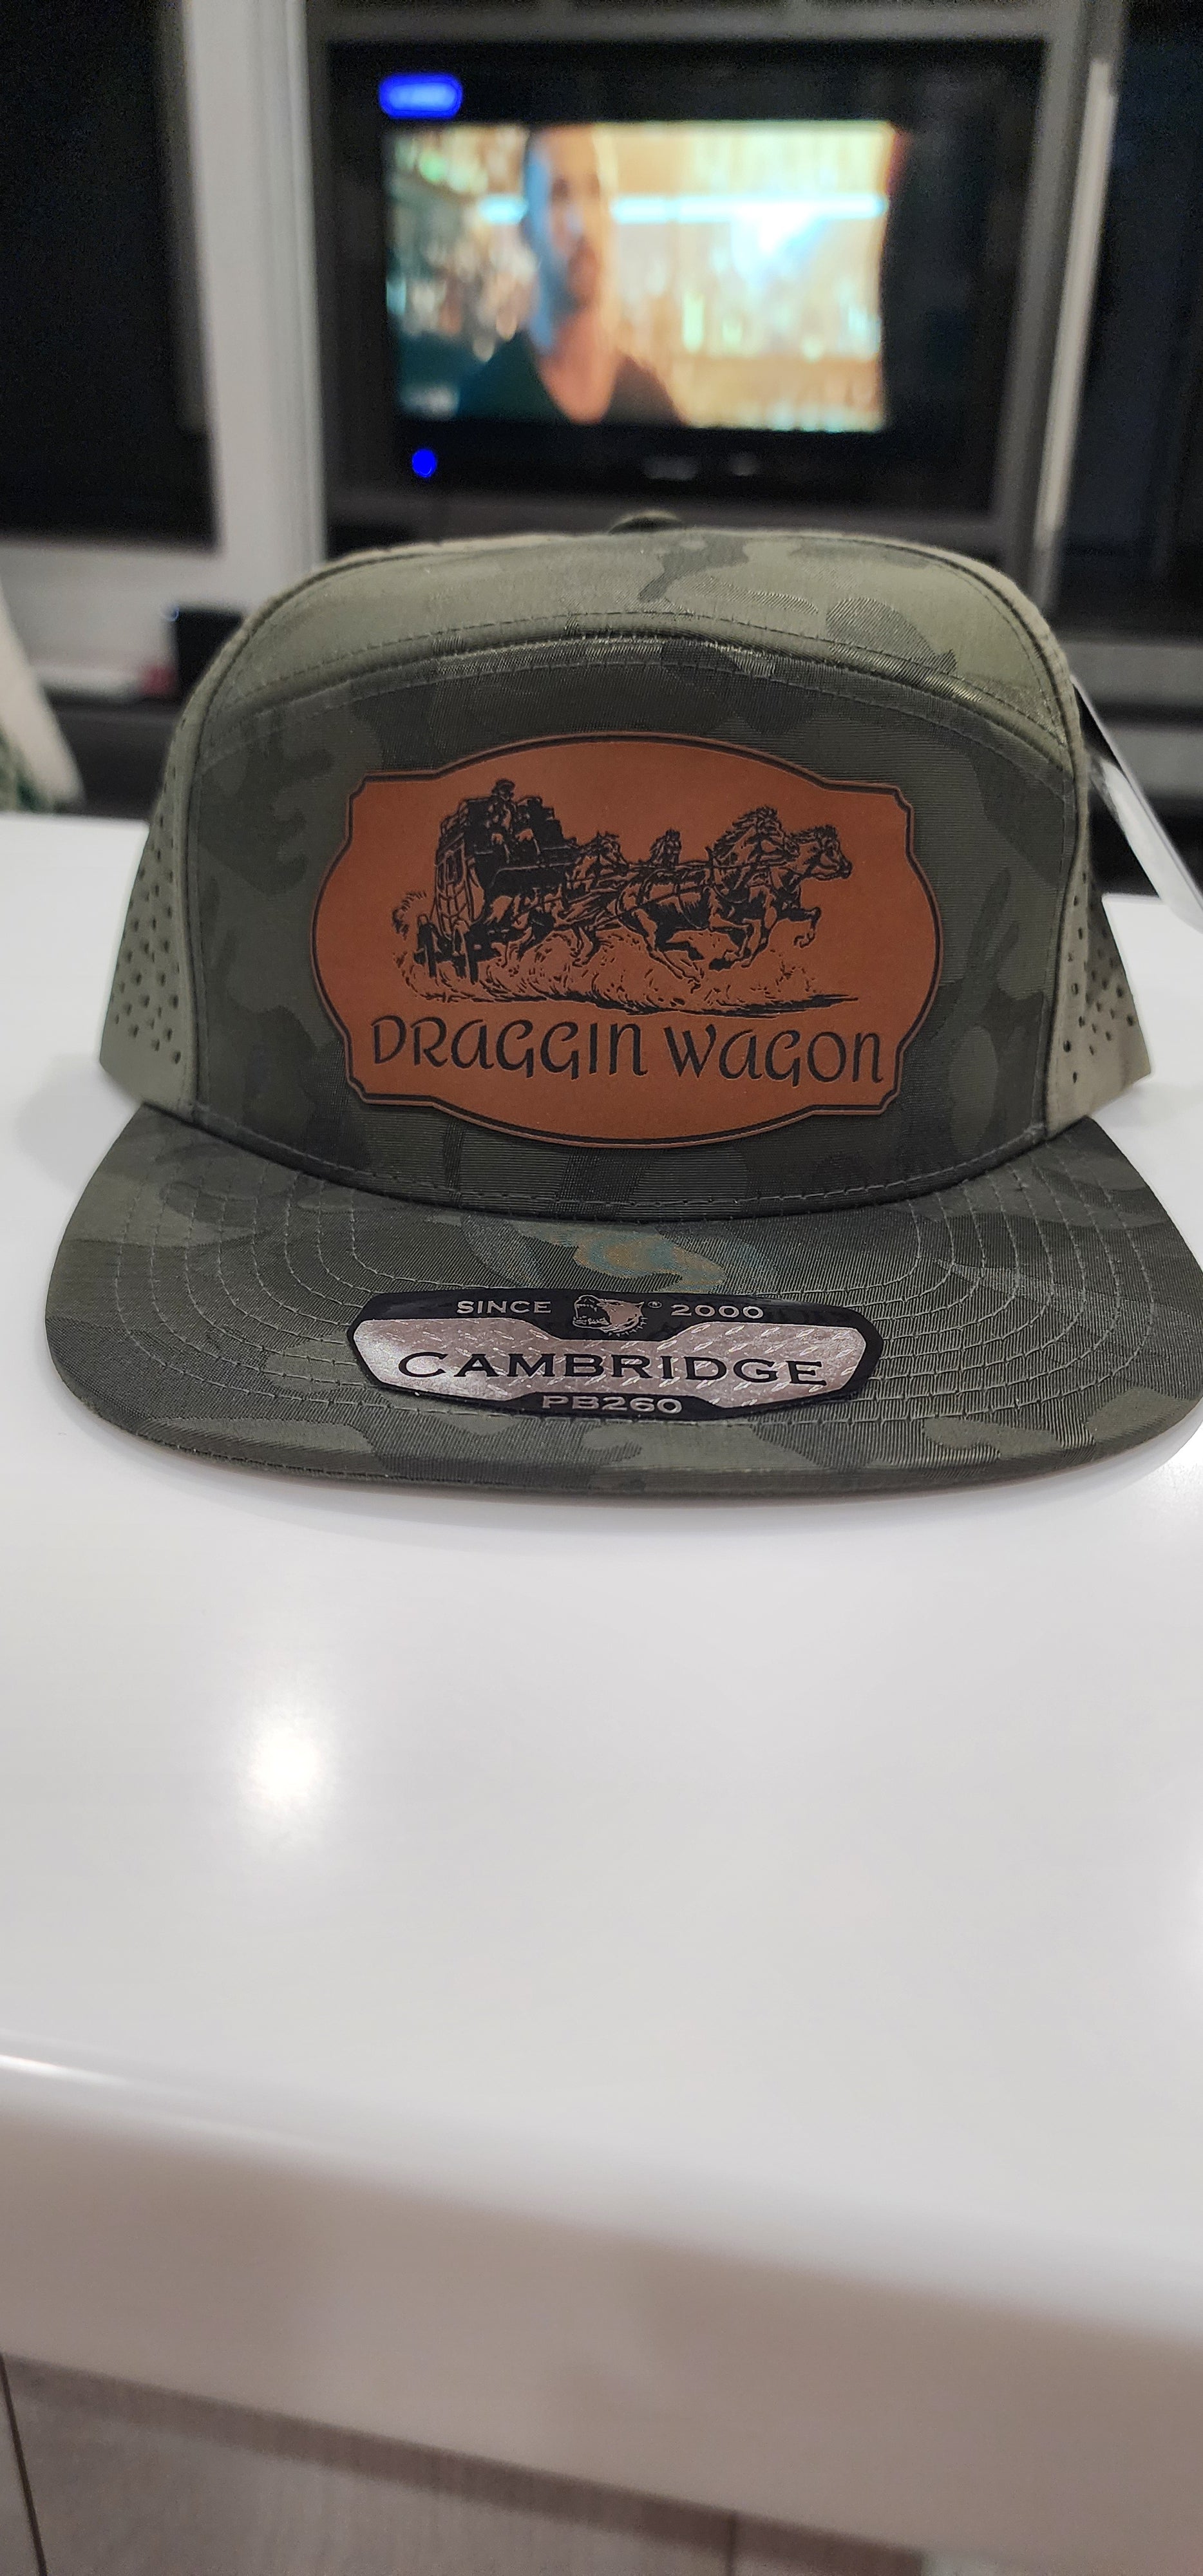 DRAGGIN WAGON
SINCE ® 2000
CAMBRIDGE
PB260